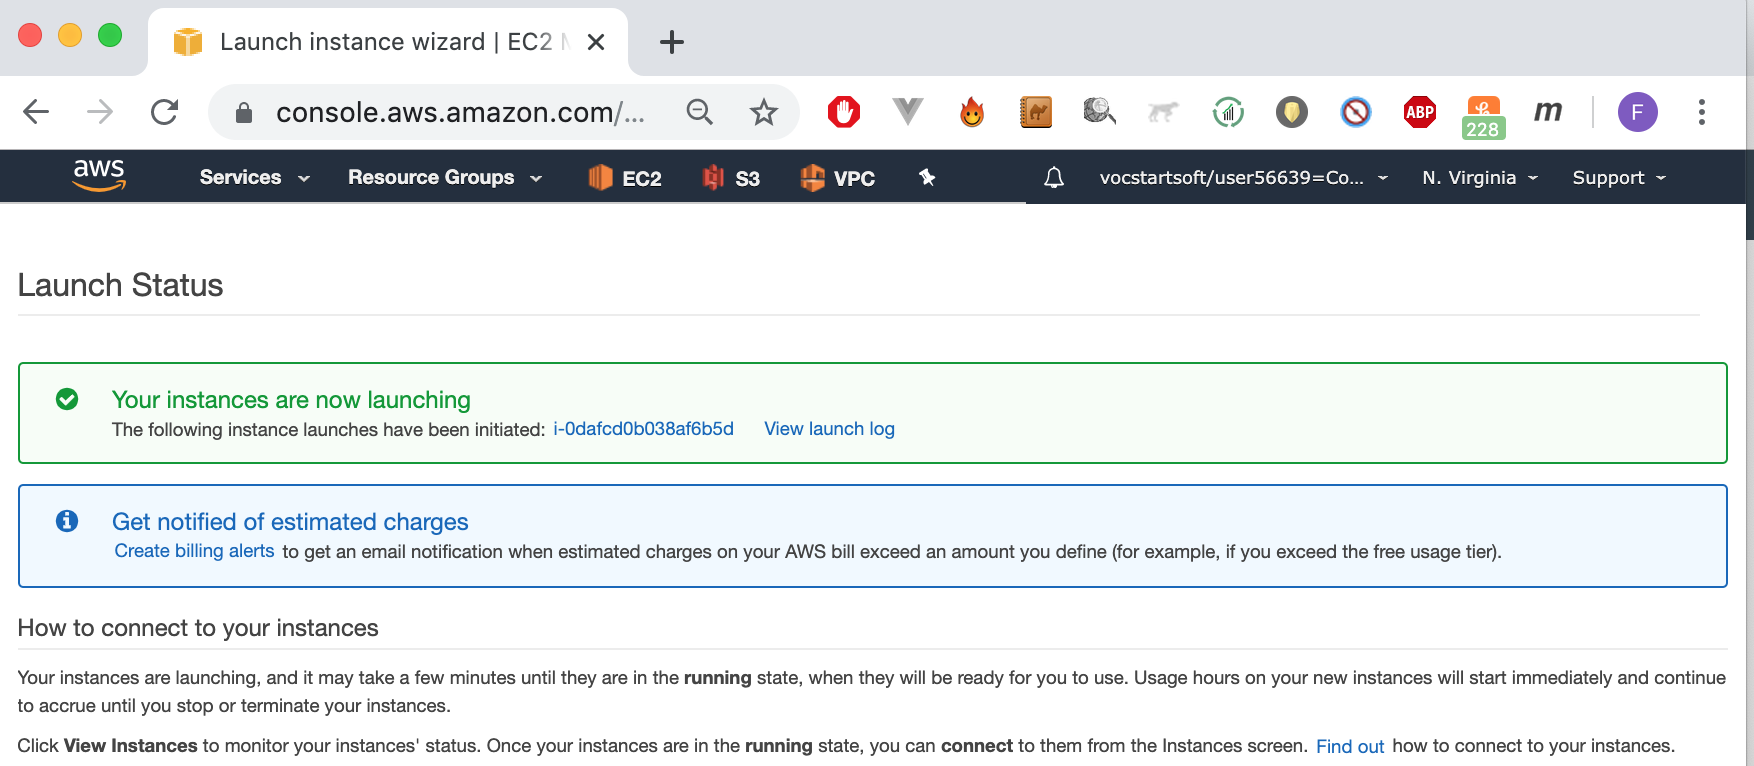 Launch instance wizard | EC2
console.aws.amazon.com/...
ABP
228
m
F
aws
Services
Resource Groups
EC2
S3
VPC
vocstartsoft/user56639=Co...
N. Virginia
Support
Launch Status
Your instances are now launching
The following instance launches have been initiated: i-0dafcd0b038af6b5d View launch log
Get notified of estimated charges
Create billing alerts to get an email notification when estimated charges on your AWS bill exceed an amount you define (for example, if you exceed the free usage tier).
How to connect to your instances
Your instances are launching, and it may take a few minutes until they are in the running state, when they will be ready for you to use. Usage hours on your new instances will start immediately and continue
to accrue until you stop or terminate your instances.
Click View Instances to monitor your instances' status. Once your instances are in the running state, you can connect to them from the Instances screen. Find out how to connect to your instances.